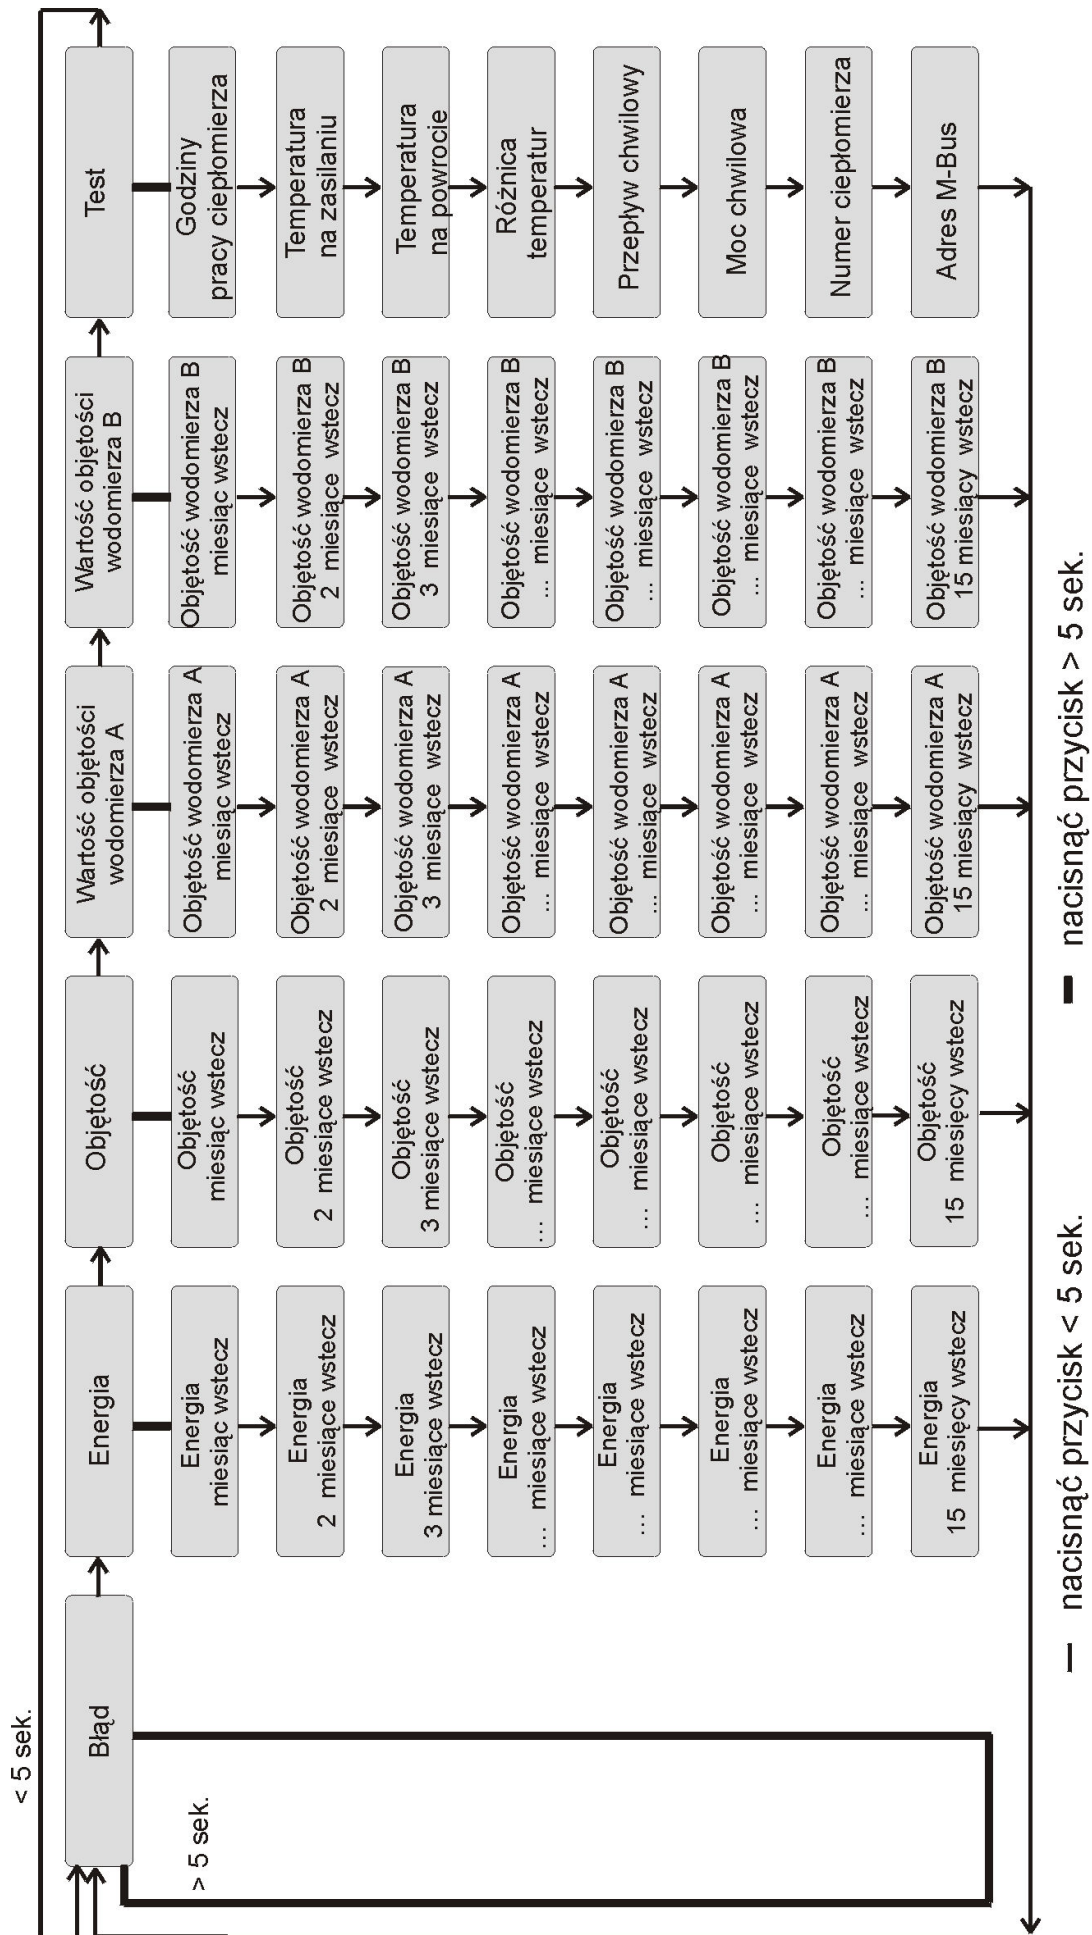 < 5 sek.
Błąd
> 5 sek.
Energia
Energia
miesiąc wstecz
Energia
2 miesiące wstecz
Energia
3 miesiące wstecz
Energia
... miesiące wstecz
Energia
... miesiące wstecz
Energia
... miesiące wstecz
Energia
... miesiące wstecz
Energia
15 miesięcy wstecz
Objętość
Objętość
miesiąc wstecz
Objętość
2 miesiące wstecz
Objętość
3 miesiące wstecz
Objętość
... miesiące wstecz
Objętość
... miesiące wstecz
Objętość
... miesiące wstecz
Objętość
... miesiące wstecz
Objętość
15 miesięcy wstecz
Wartość objętości
wodomierza A
Objętość wodomierza A
miesiąc wstecz
Objętość wodomierza A
2 miesiące wstecz
Objętość wodomierza A
3 miesiące wstecz
Objętość wodomierza A
... miesiące wstecz
Objętość wodomierza A
... miesiące wstecz
Objętość wodomierza A
... miesiące wstecz
Objętość wodomierza A
... miesiące wstecz
Objętość wodomierza A
15 miesiący wstecz
Wartość objętości
wodomierza B
Objętość wodomierza B
miesiąc wstecz
Objętość wodomierza B
2 miesiące wstecz
Objętość wodomierza B
3 miesiące wstecz
Objętość wodomierza B
... miesiące wstecz
Objętość wodomierza B
... miesiące wstecz
Objętość wodomierza B
... miesiące wstecz
Objętość wodomierza B
... miesiące wstecz
Objętość wodomierza B
15 miesiący wstecz
Test
Godziny
pracy ciepłomierza
Temperatura
na zasilaniu
Temperatura
na powrocie
Różnica
temperatur
Przepływ chwilowy
Moc chwilowa
Numer ciepłomierza
Adres M-Bus
nacisnąć przycisk < 5 sek.
nacisnąć przycisk > 5 sek.